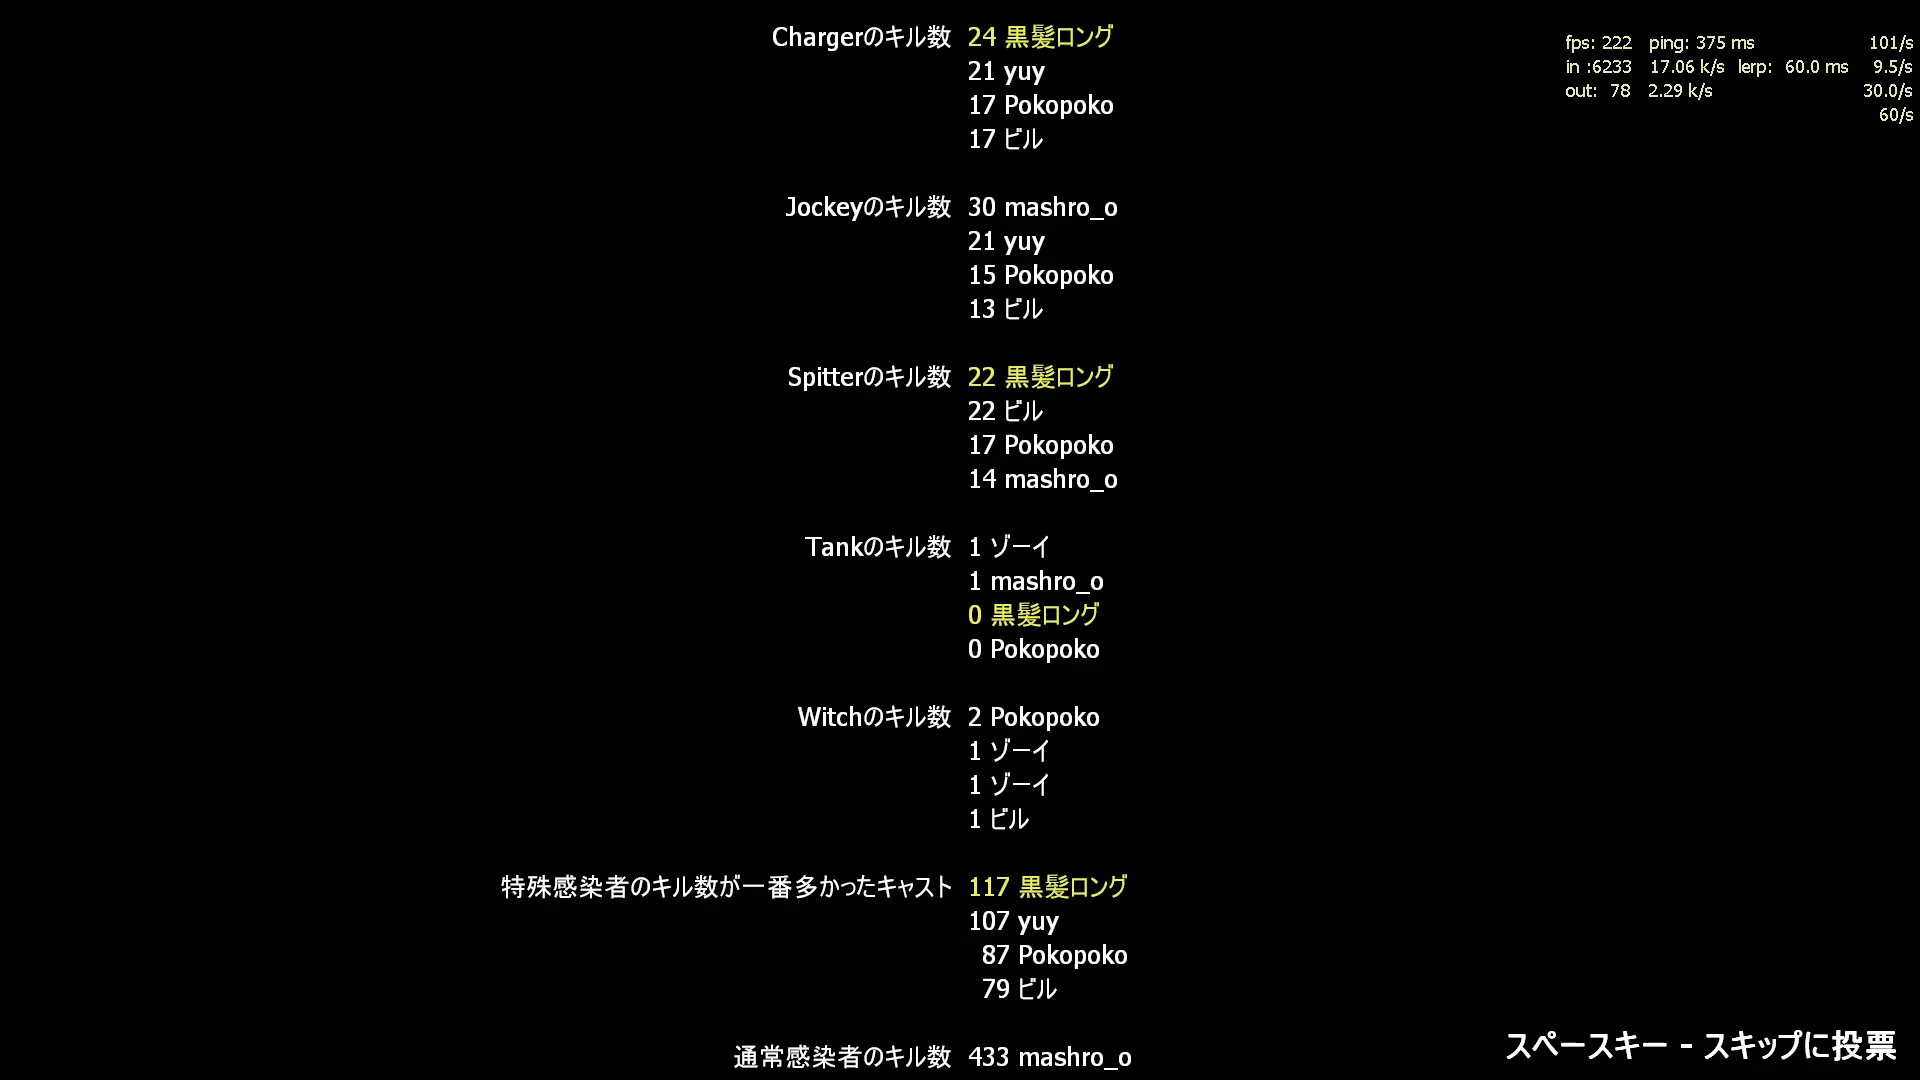 Chargerのキル数 24 黒髪ロング
21 yuy
17 Pokopoko
17 ビル
Jockeyのキル数 30 mashro_o
21 yuy
15 Pokopoko
13 ビル
Spitterのキル数 22 黒髪ロング
22 ビル
17 Pokopoko
14 mashro_o
Tankのキル数 1 ゾーイ
1 mashro_o
0 黒髪ロング
0 Pokopoko
Witchのキル数 2 Pokopoko
1 ゾーイ
1 ゾーイ
1 ビル
特殊感染者のキル数が一番多かったキャスト 117 黒髪ロング
107 yuy
87 Pokopoko
79 ビル
通常感染者のキル数 433 mashro_o
fps: 222 ping: 375 ms 101/s
in :6233 17.06 k/s lerp: 60.0 ms 9.5/s
out: 78 2.29 k/s 30.0/s
60/s
スペースキー - スキップに投票